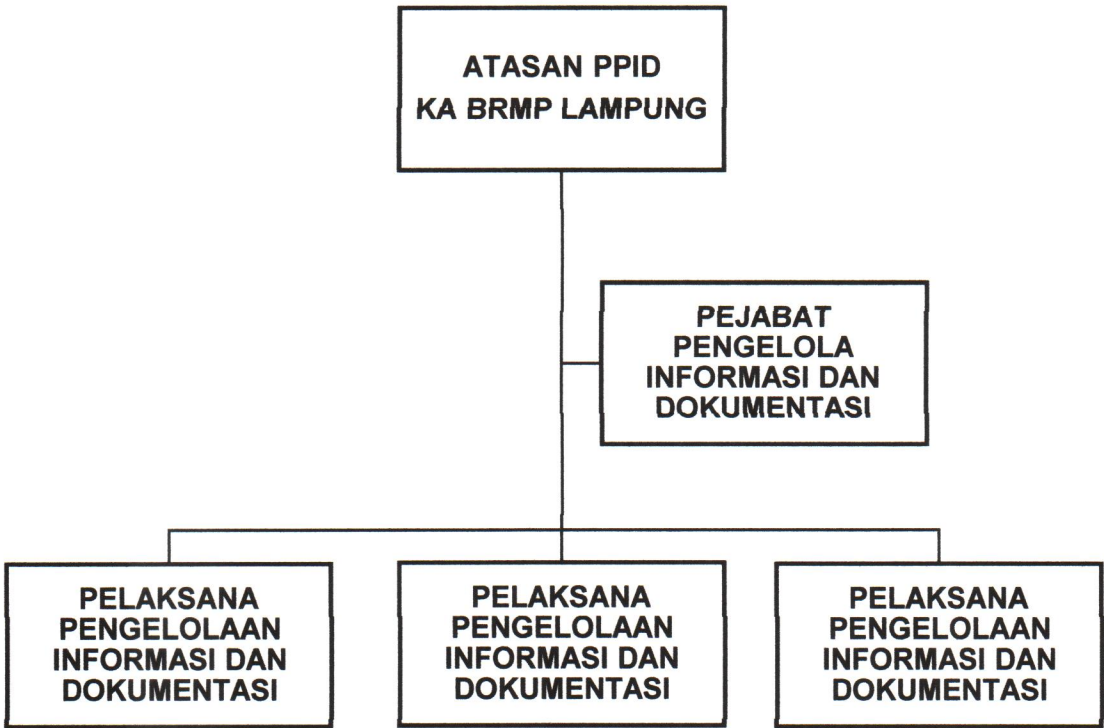 ATASAN PPID
KA BRMP LAMPUNG
PEJABAT
PENGELOLA
INFORMASI DAN
DOKUMENTASI
PELAKSANA
PENGELOLAAN
INFORMASI DAN
DOKUMENTASI
PELAKSANA
PENGELOLAAN
INFORMASI DAN
DOKUMENTASI
PELAKSANA
PENGELOLAAN
INFORMASI DAN
DOKUMENTASI